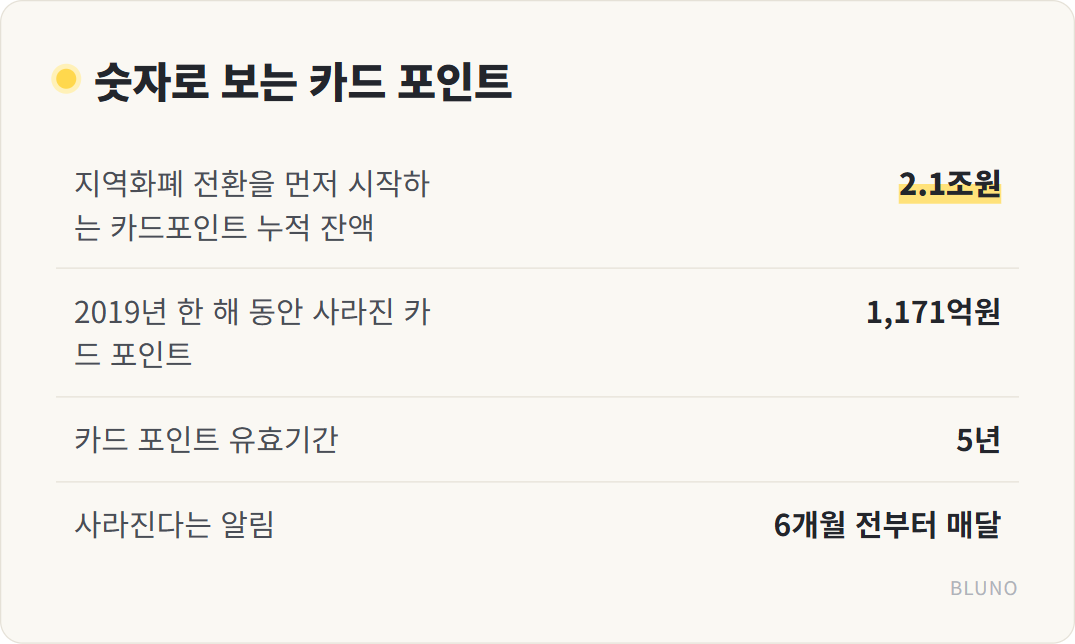 숫자로 보는 카드 포인트
지역화폐 전환을 먼저 시작하
는 카드포인트 누적 잔액
2.1조원
2019년 한 해 동안 사라진 카
드 포인트
1,171억원
카드 포인트 유효기간
5년
사라진다는 알림
6개월 전부터 매달
BLUNO